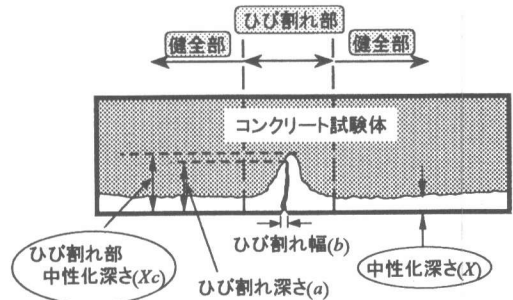 ひび割れ部
健全部
健全部
コンクリート試験体
ひび割れ幅(b)
ひび割れ部
中性化深さ(Xc)
ひび割れ深さ(a)
中性化深さ(X)